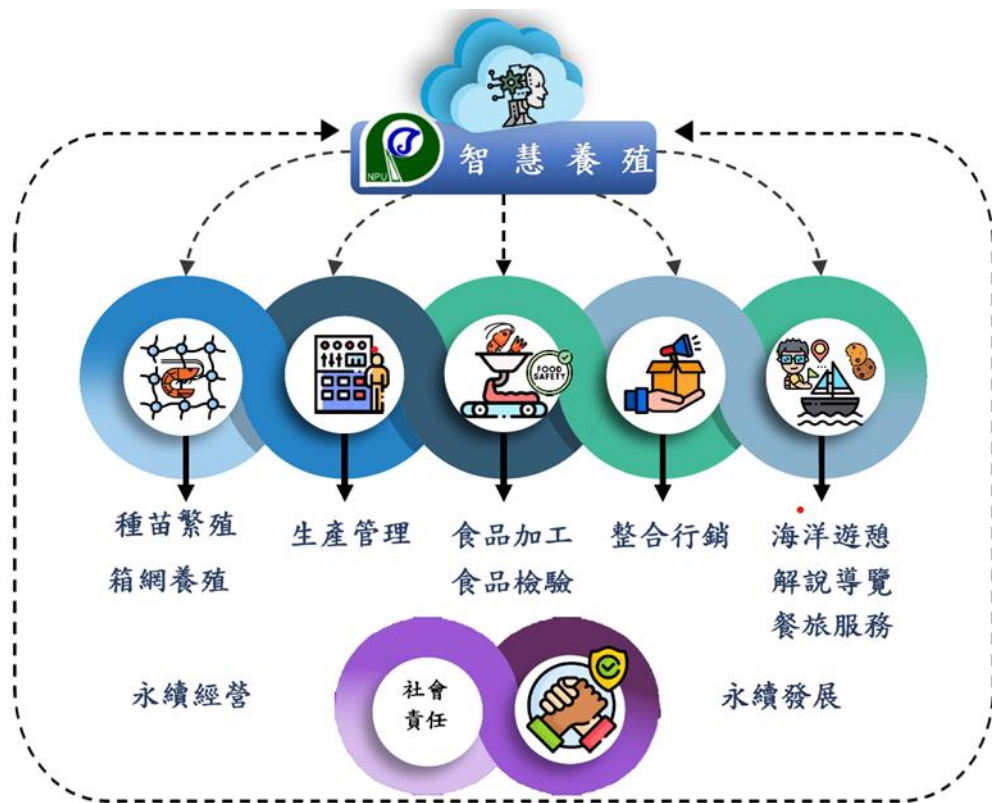 NPU
智慧養殖
FOOD
SAFETY
種苗繁殖
箱網養殖
生產管理
食品加工
食品檢驗
整合行銷
海洋遊憩
解說導覽
餐旅服務
永續經營
社會
責任
永續發展